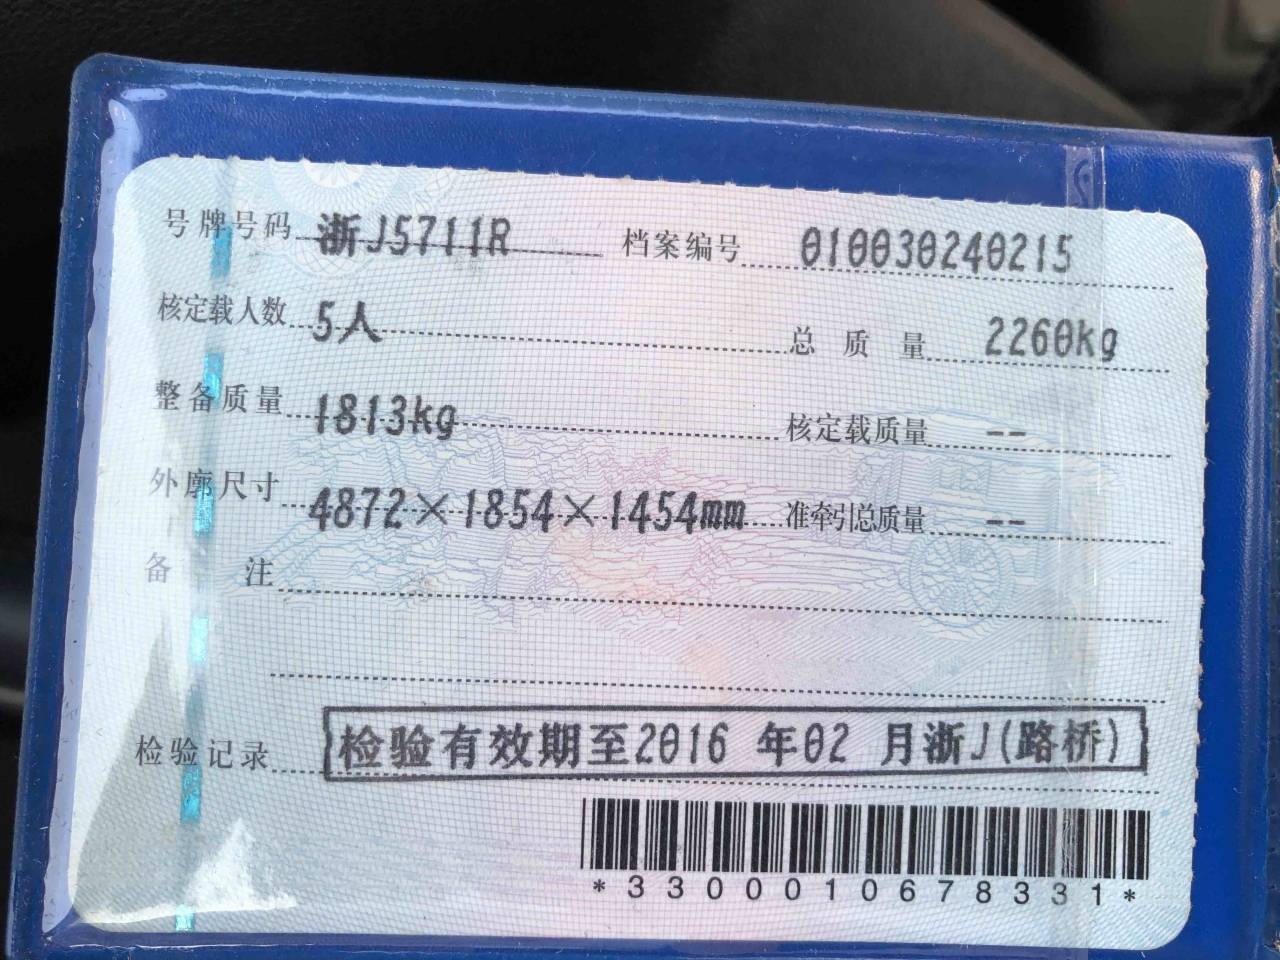 号牌号码 浙J5711R 档案编号 010030240215
核定载人数 5人 总质量 2260kg
整备质量 1813kg 核定载质量 --
外廓尺寸 4872×1854×1454mm 准牵引总质量 --
备注
检验记录 检验有效期至2016 年02 月浙J(路桥)
*3300010678331*